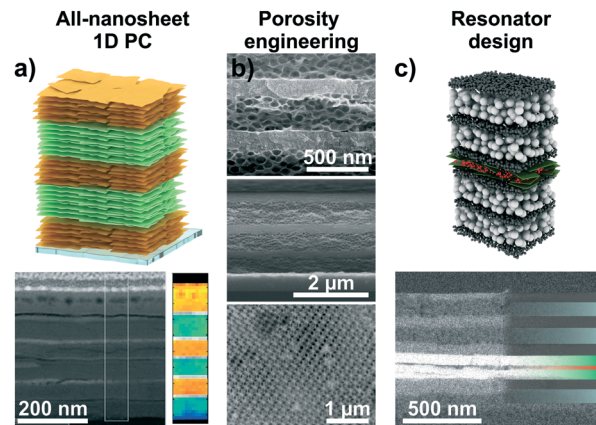 All-nanosheet
1D PC
Porosity
engineering
Resonator
design
a)
b)
c)
500 nm
2 µm
200 nm
1 µm
500 nm